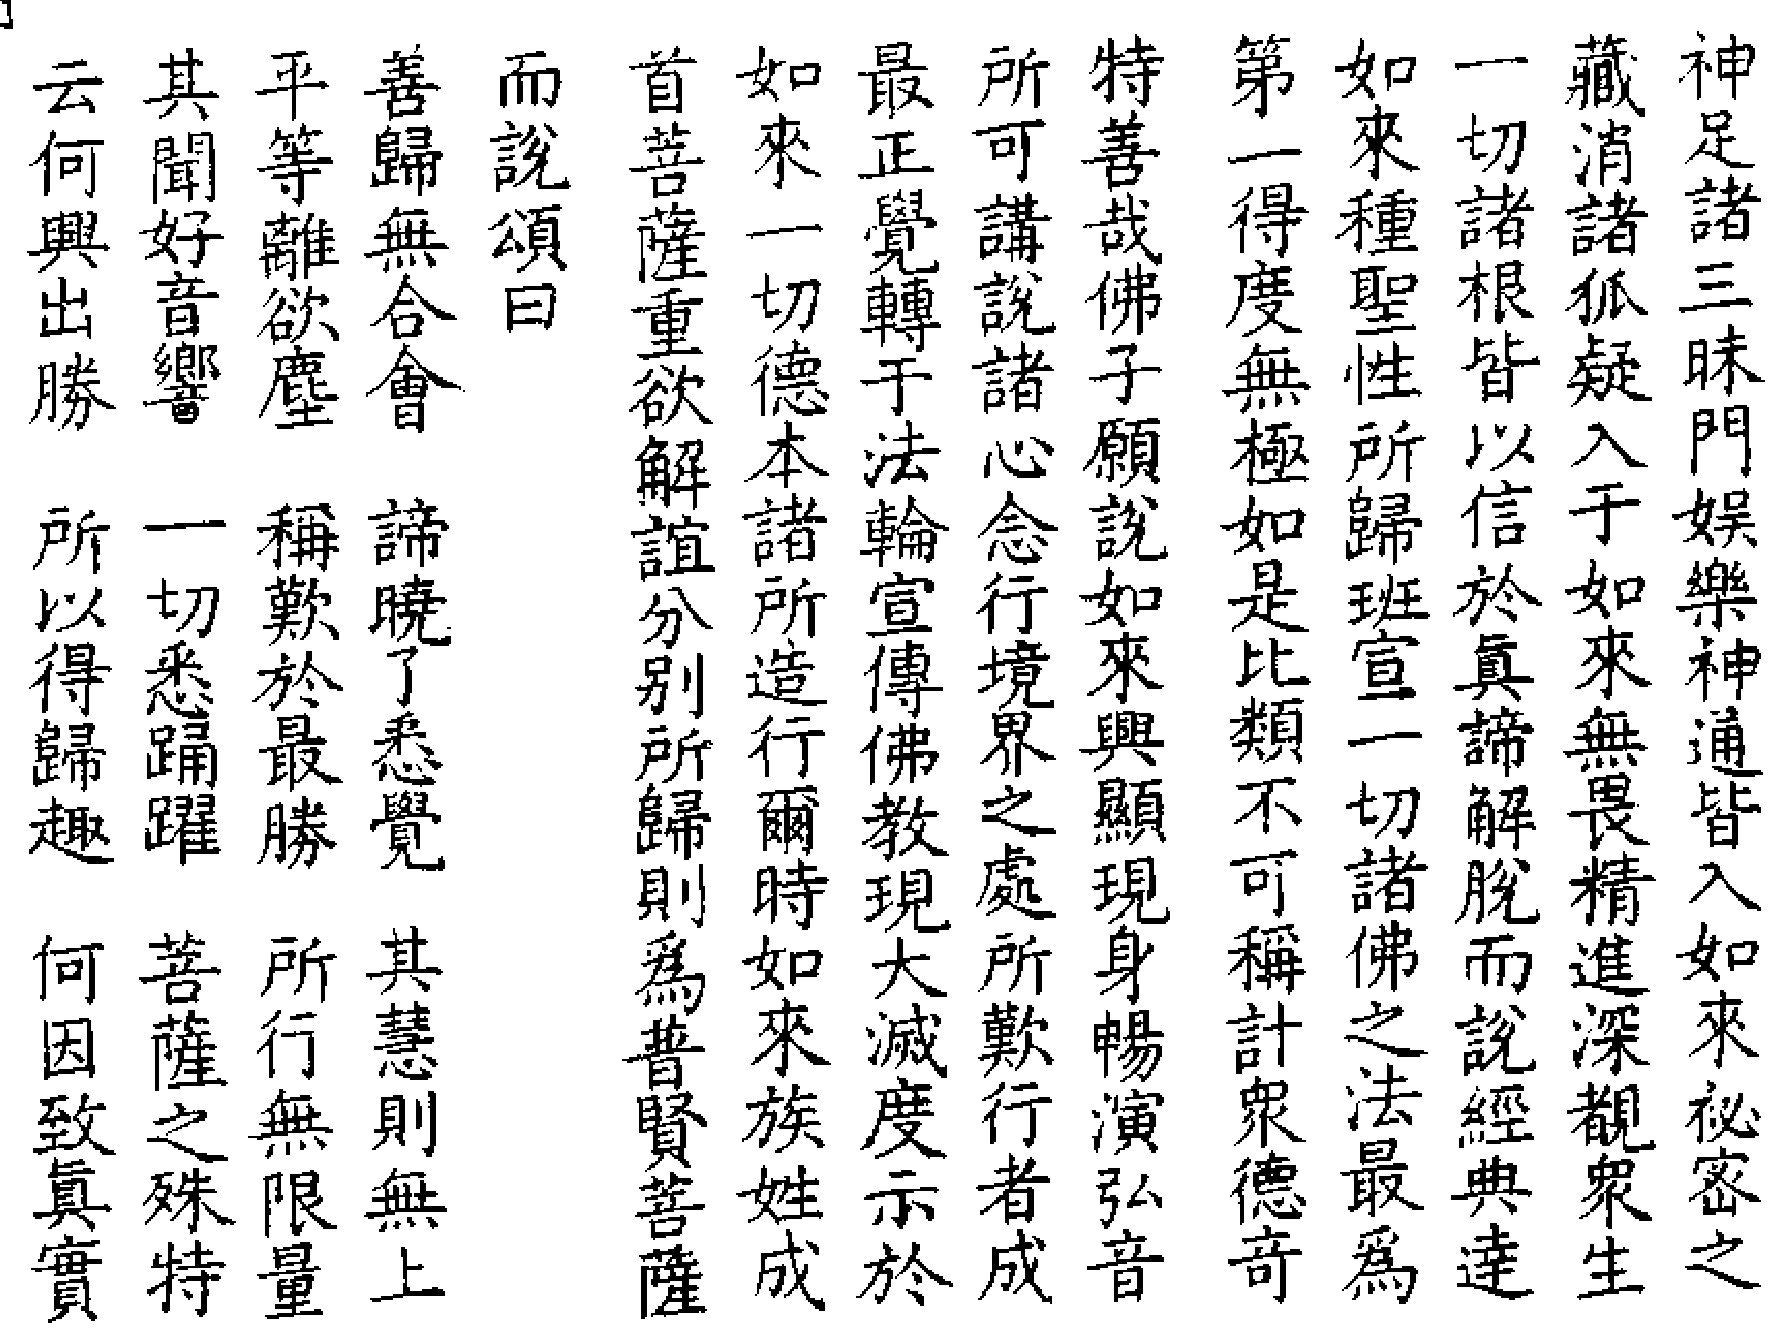 神足諸三昧門娛樂神通皆入如來祕密之
藏消諸狐疑入于如來無畏精進深覩眾生
一切諸根皆以信於眞諦解脫而說經典達
如來種聖性所歸班宣一切諸佛之法最爲
第一得度無極如是比類不可稱計眾德奇
特善哉佛子願說如來興顯現身暢演弘音
所可講說諸心念行境界之處所歎行者成
最正覺轉于法輪宣傳佛教現大滅度示於
如來一切德本諸所造行爾時如來族姓成
首菩薩重欲解誼分別所歸則爲普賢菩薩
而說頌曰
善歸無合會 諦曉了悉覺 其慧則無上
平等離欲塵 稱歎於最勝 所行無限量
其聞好音響 一切悉踊躍 菩薩之殊特
云何興出勝 所以得歸趣 何因致眞實